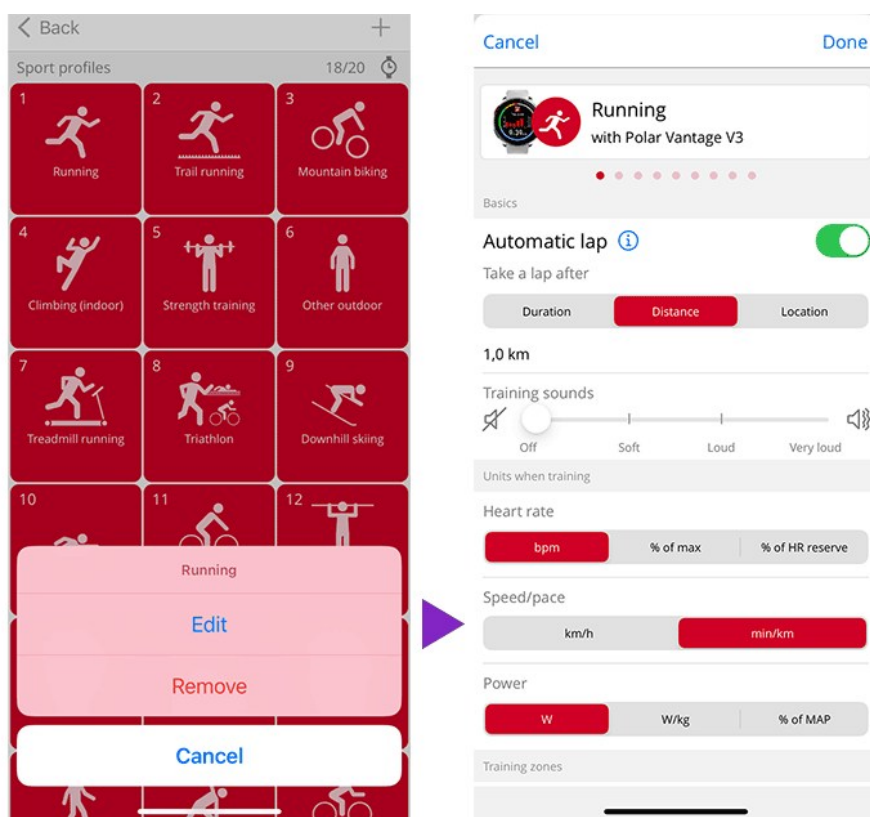 Back
Sport profiles 18/20
1 2 3
Running Trail running Mountain biking
4 5 6
Climbing (indoor) Strength training Other outdoor
7 8 9
Treadmill running Triathlon Downhill skiing
10 11 12
Running
Edit
Remove
Cancel
Cancel Done
Running
with Polar Vantage V3
Basics
Automatic lap
Take a lap after
Duration Distance Location
1,0 km
Training sounds
Off Soft Loud Very loud
Units when training
Heart rate
bpm % of max % of HR reserve
Speed/pace
km/h min/km
Power
W W/kg % of MAP
Training zones